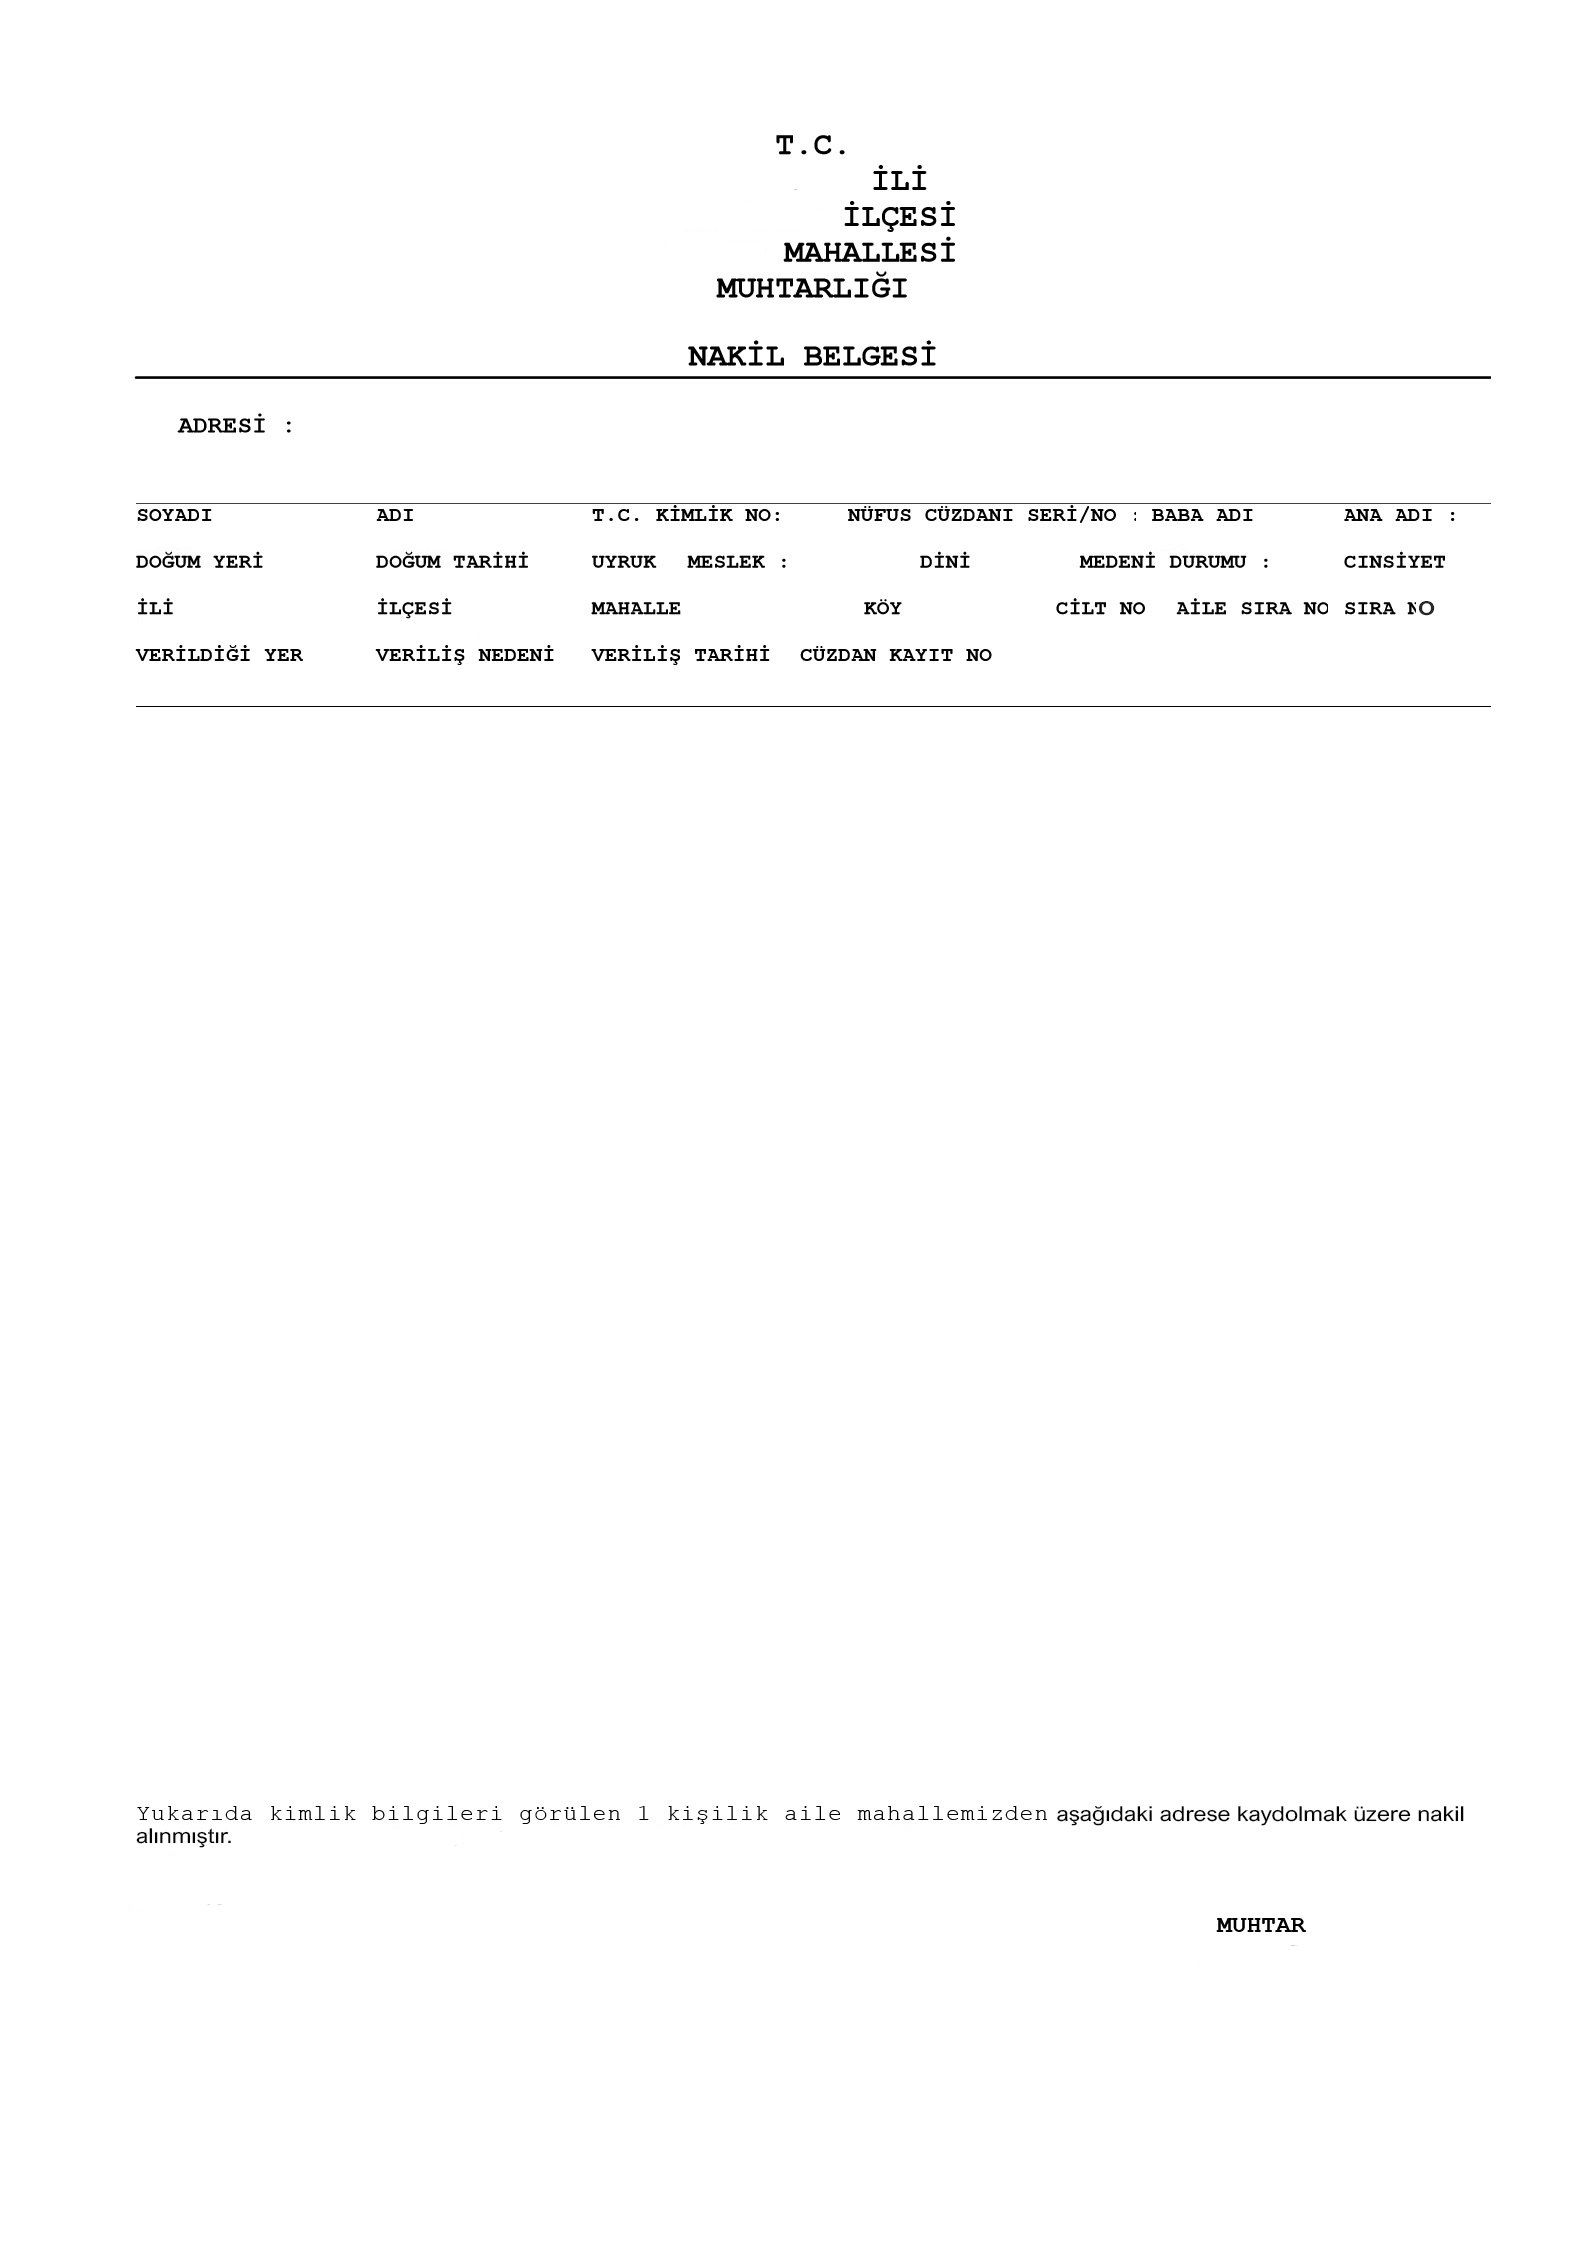 T.C.
İLİ
İLÇESİ
MAHALLESİ
MUHTARLIĞI
NAKİL BELGESİ
ADRESİ :
SOYADI ADI T.C. KİMLİK NO: NÜFUS CÜZDANI SERİ/NO : BABA ADI ANA ADI :
DOĞUM YERİ DOĞUM TARİHİ UYRUK MESLEK : DİNİ MEDENİ DURUMU : CINSİYET
İLİ İLÇESİ MAHALLE KÖY CİLT NO AİLE SIRA NO SIRA NO
VERİLDİĞİ YER VERİLİŞ NEDENİ VERİLİŞ TARİHİ CÜZDAN KAYIT NO
Yukarıda kimlik bilgileri görülen 1 kişilik aile mahallemizden aşağıdaki adrese kaydolmak üzere nakil
alınmıştır.
MUHTAR